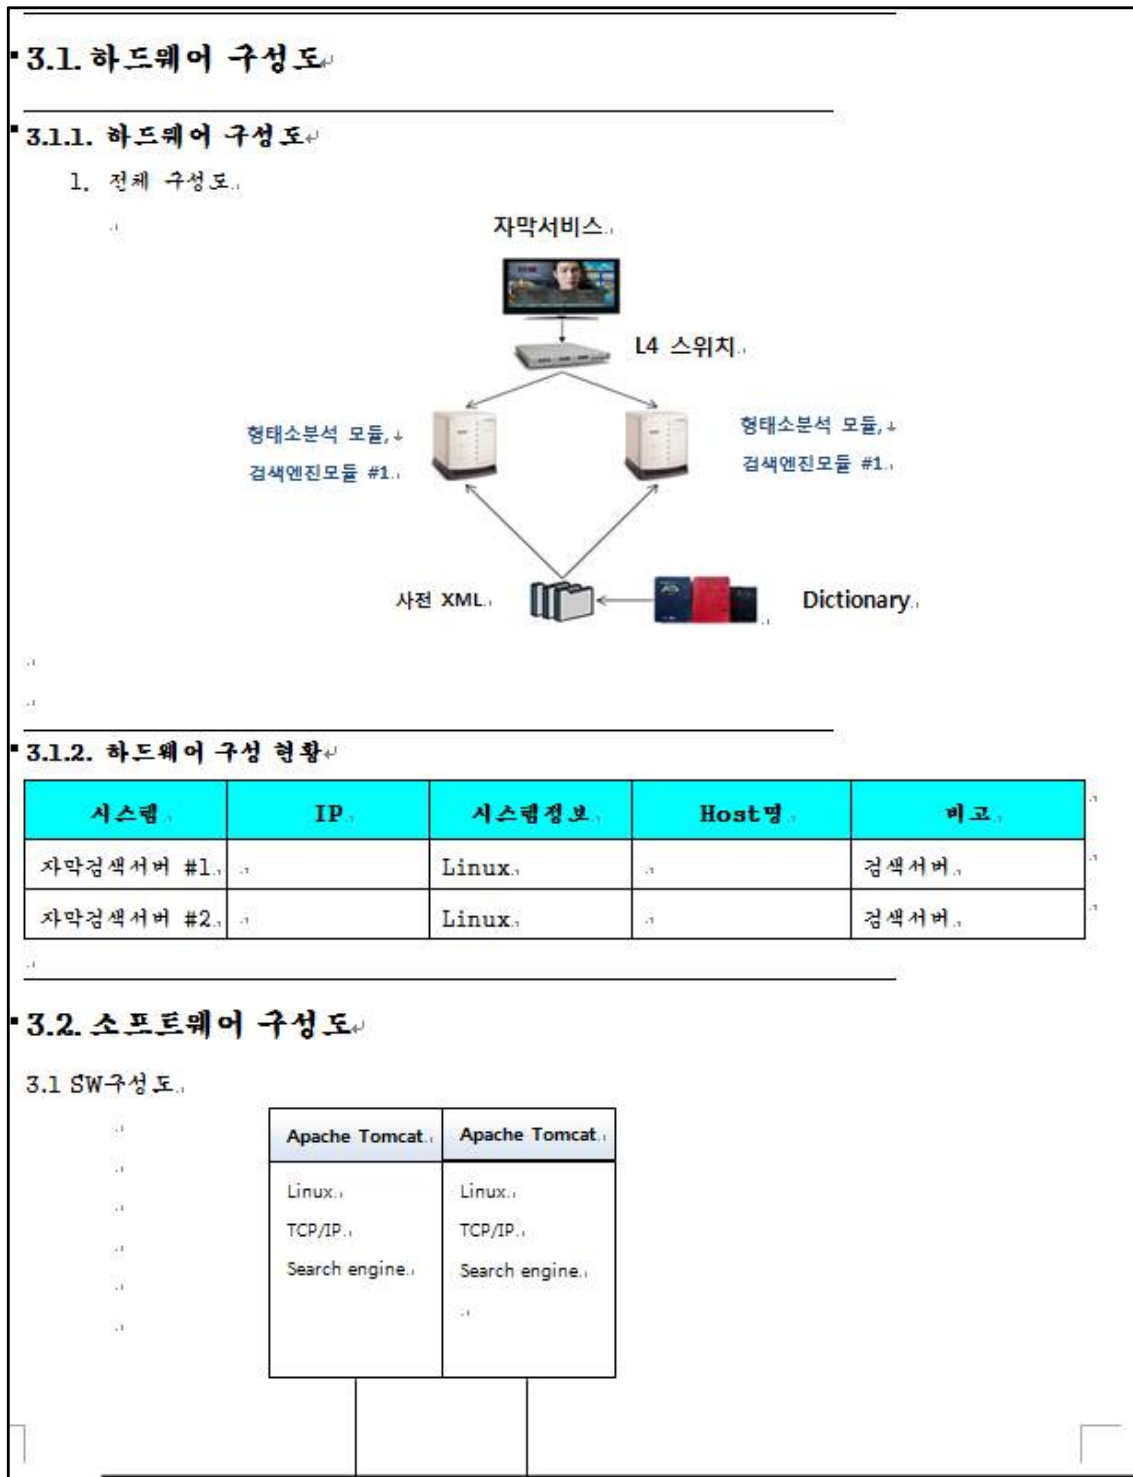 3.1. 하드웨어 구성도
3.1.1. 하드웨어 구성도
1. 전체 구성도
자막서비스
L4 스위치
형태소분석 모듈,
검색엔진모듈 #1
형태소분석 모듈,
검색엔진모듈 #1
사전 XML
Dictionary
3.1.2. 하드웨어 구성 현황
시스템 IP 시스템정보 Host명 비고
자막검색서버 #1 Linux 검색서버
자막검색서버 #2 Linux 검색서버
3.2. 소프트웨어 구성도
3.1 SW구성도
Apache Tomcat Apache Tomcat
Linux Linux
TCP/IP TCP/IP
Search engine Search engine